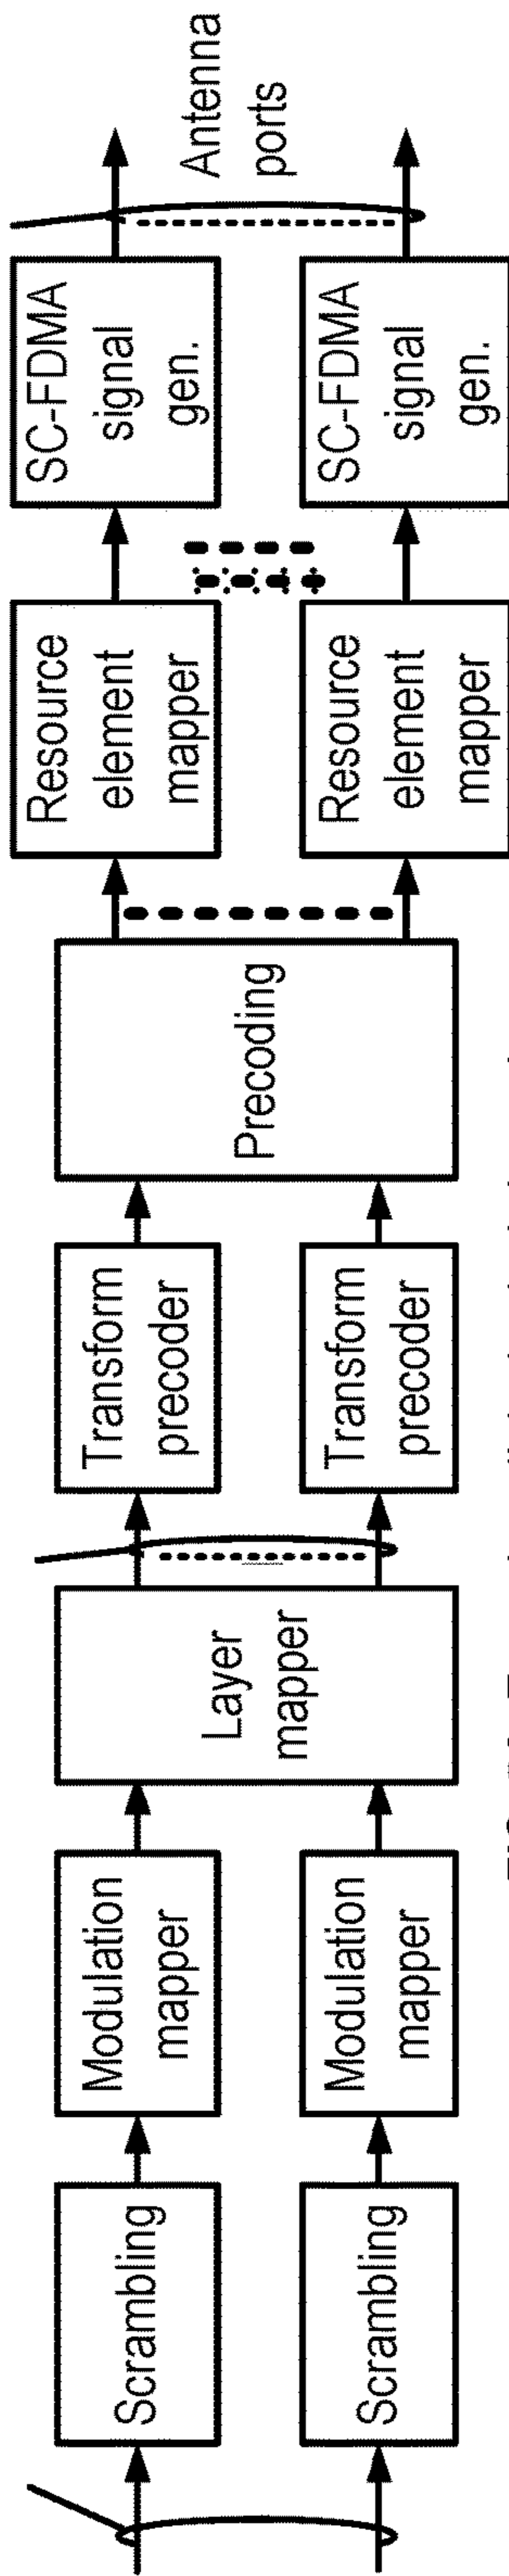 Scrambling
Scrambling
Modulation
mapper
Modulation
mapper
Layer
mapper
Transform
precoder
Transform
precoder
Precoding
Resource
element
mapper
Resource
element
mapper
SC-FDMA
signal
gen.
SC-FDMA
signal
gen.
Antenna
ports